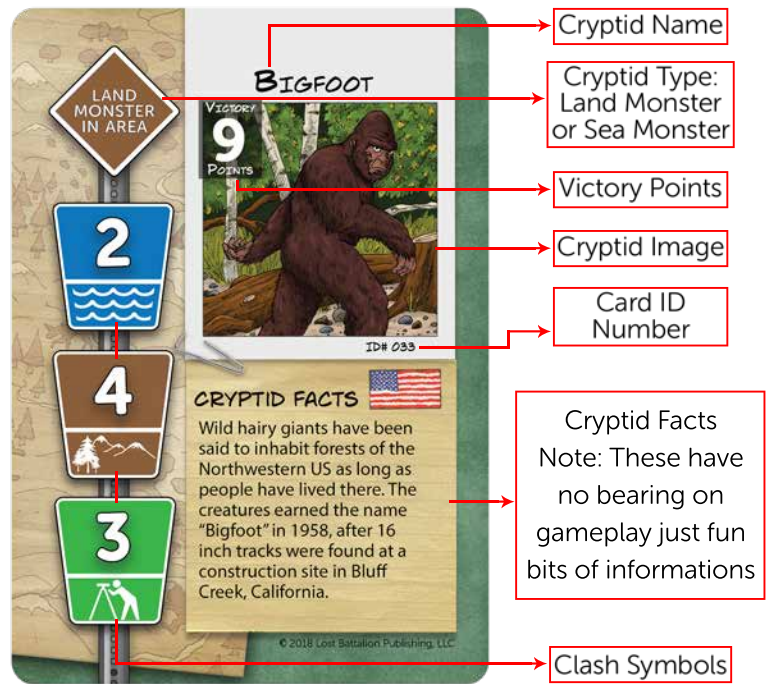 BIGFOOT
LAND
MONSTER
IN AREA
VICTORY
9
POINTS
2
4
3
ID# 033
CRYPTID FACTS
Wild hairy giants have been
said to inhabit forests of the
Northwestern US as long as
people have lived there. The
creatures earned the name
“Bigfoot” in 1958, after 16
inch tracks were found at a
construction site in Bluff
Creek, California.
© 2018 Lost Battalion Publishing, LLC
Cryptid Name
Cryptid Type:
Land Monster
or Sea Monster
Victory Points
Cryptid Image
Card ID
Number
Cryptid Facts
Note: These have
no bearing on
gameplay just fun
bits of informations
Clash Symbols